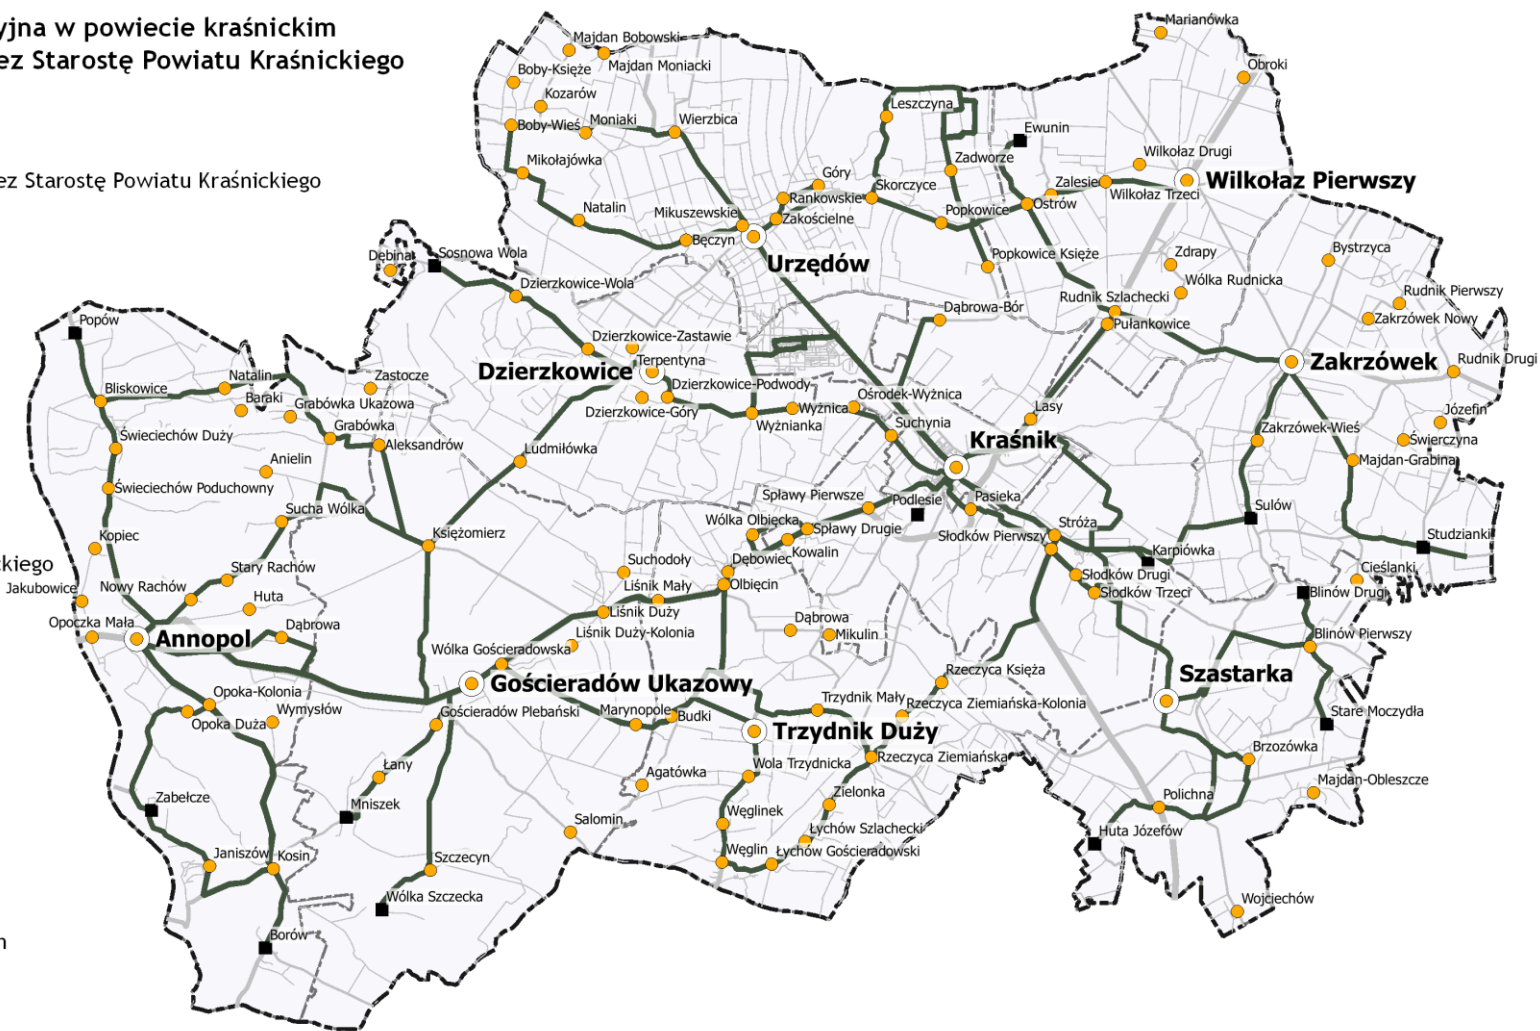 yjna w powiecie kraśnickim
ez Starostę Powiatu Kraśnickiego
ez Starostę Powiatu Kraśnickiego
ckiego
Marianówka
Majdan Bobowski
Majdan Moniacki
Boby-Księże
Obroki
Kozarów
Leszczyna
Boby-Wieś
Moniaki
Wierzbica
Ewunin
Mikołajówka
Zadworze
Wilkołaz Drugi
Góry
Skorczyce
Zalesie
Wilkołaz Pierwszy
Wilkołaz Trzeci
Rankowskie
Ostrów
Natalin
Mikuszewskie
Zakościelne
Popkowice
Bęczyn
Urzędów
Dębina
Sosnowa Wola
Popkowice Księże
Zdrapy
Bystrzyca
Dzierzkowice-Wola
Wólka Rudnicka
Rudnik Pierwszy
Dąbrowa-Bór
Rudnik Szlachecki
Zakrzówek Nowy
Popów
Pułankowice
Dzierzkowice-Zastawie
Terpentyna
Zakrzówek
Rudnik Drugi
Dzierzkowice
Natalin
Zastocze
Dzierzkowice-Podwody
Bliskowice
Baraki
Grabówka Ukazowa
Ośrodek-Wyżnica
Dzierzkowice-Góry
Wyżnica
Lasy
Józefin
Wyżnianka
Grabówka
Suchynia
Zakrzówek-Wieś
Świeciechów Duży
Kraśnik
Świerczyna
Aleksandrów
Ludmiłówka
Anielin
Majdan-Grabina
Świeciechów Poduchowny
Spławy Pierwsze
Podlesie
Pasieka
Sucha Wólka
Sulów
Wólka Olbięcka
Spławy Drugie
Stróża
Kopiec
Księżomierz
Słodków Pierwszy
Studzianki
Kowalin
Karpiówka
Suchodoły
Dębowiec
Cieślanki
Stary Rachów
Słodków Drugi
Jakubowice
Nowy Rachów
Liśnik Mały
Olbięcin
Słodków Trzeci
Blinów Drugi
Huta
Liśnik Duży
Opoczka Mała
Dąbrowa
Dąbrowa
Annopol
Liśnik Duży-Kolonia
Mikulin
Blinów Pierwszy
Wólka Gościeradowska
Rzeczyca Księża
Szastarka
Gościeradów Ukazowy
Opoka-Kolonia
Trzydnik Mały
Rzeczyca Ziemiańska-Kolonia
Wymysłów
Gościeradów Plebański
Marynopole
Budki
Stare Moczydła
Opoka Duża
Trzydnik Duży
Rzeczyca Ziemiańska
Brzozówka
Łany
Wola Trzydnicka
Agatówka
Majdan-Obleszcze
Zielonka
Zabełcze
Polichna
Mniszek
Węglinek
Salomin
Łychów Szlachecki
Huta Józefów
Węglin
Łychów Gościeradowski
Janiszów
Kosin
Szczecyn
Wólka Szczecka
Wojciechów
Borów